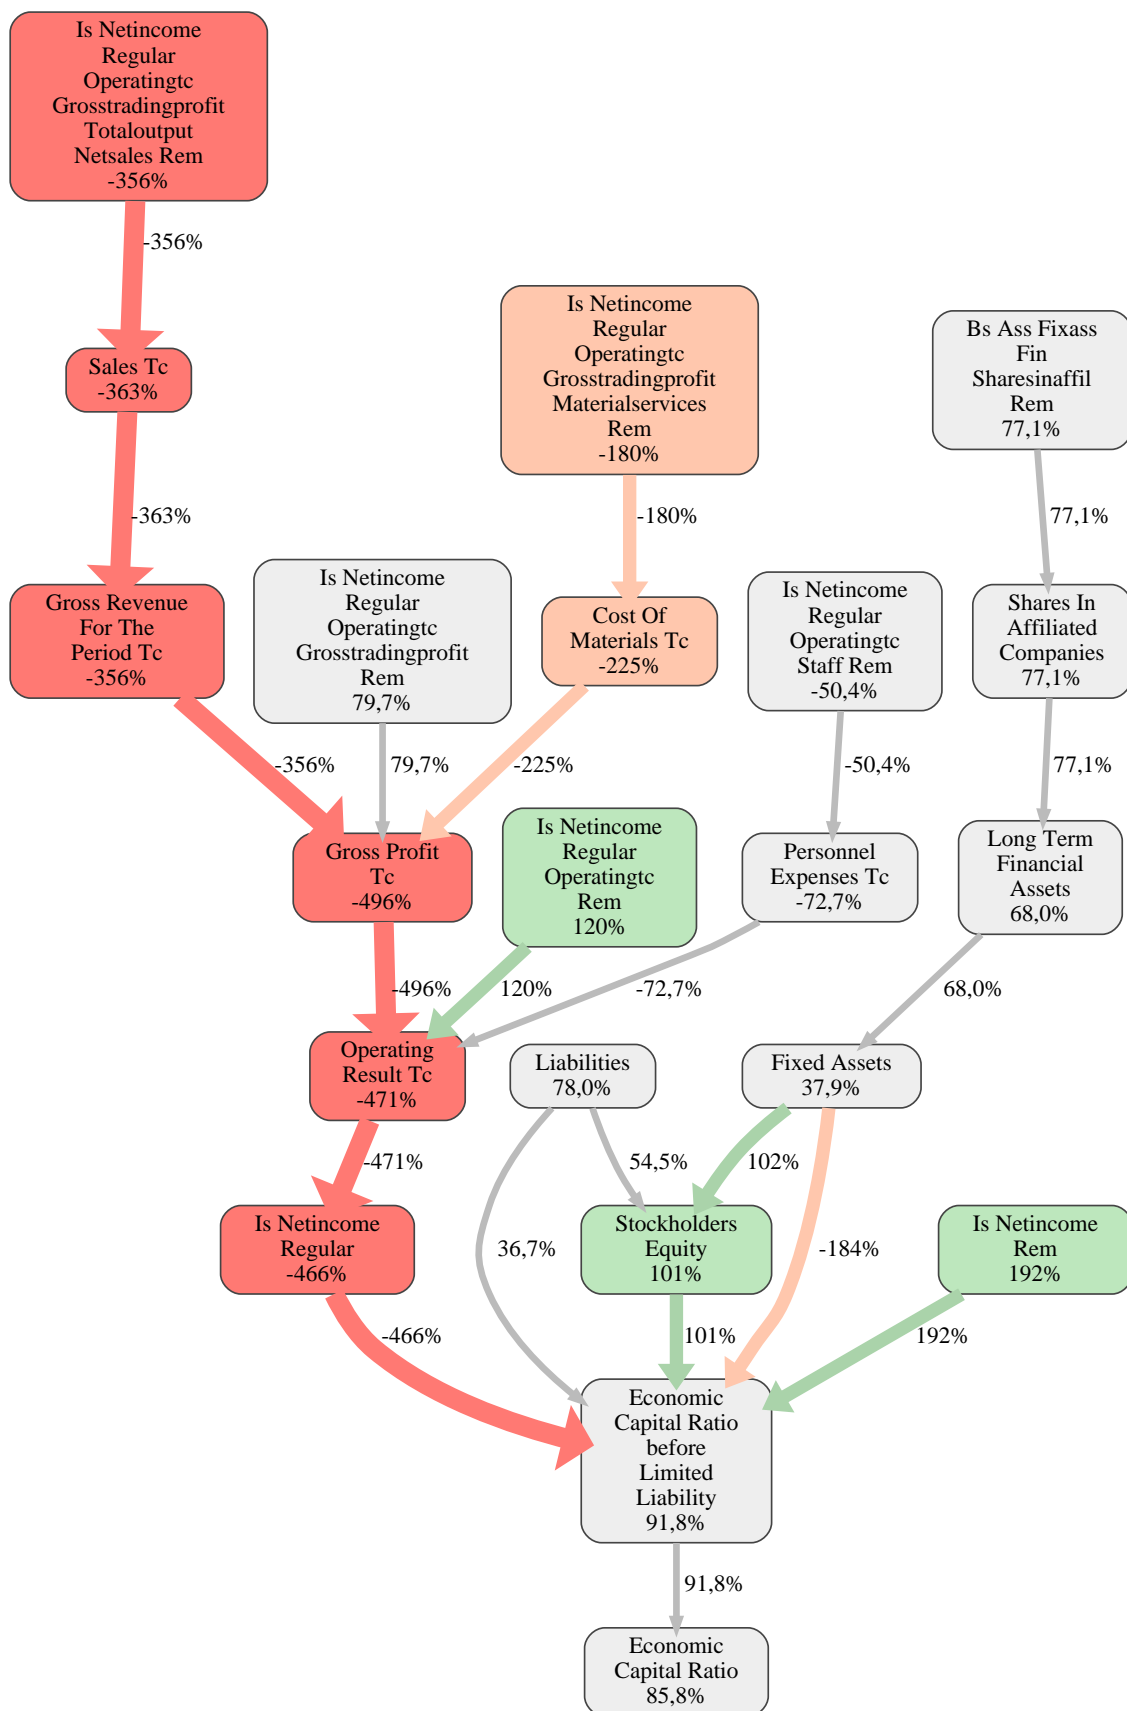 Is Netincome
Regular
Operatingtc
Grosstradingprofit
Totaloutput
Netsales Rem
-356%
-356%
Is Netincome
Regular
Operatingtc
Grosstradingprofit
Materialservices
Rem
-180%
Bs Ass Fixass
Fin
Sharesinaffil
Rem
77,1%
Sales Tc
-363%
-363%
-180%
77,1%
Gross Revenue
For The
Period Tc
-356%
Is Netincome
Regular
Operatingtc
Grosstradingprofit
Rem
79,7%
Cost Of
Materials Tc
-225%
Is Netincome
Regular
Operatingtc
Staff Rem
-50,4%
Shares In
Affiliated
Companies
77,1%
-356%
79,7%
-225%
-50,4%
77,1%
Gross Profit
Tc
-496%
Is Netincome
Regular
Operatingtc
Rem
120%
Personnel
Expenses Tc
-72,7%
Long Term
Financial
Assets
68,0%
-496%
120%
-72,7%
68,0%
Operating
Result Tc
-471%
Liabilities
78,0%
Fixed Assets
37,9%
-471%
54,5%
102%
Is Netincome
Regular
-466%
36,7%
Stockholders
Equity
101%
-184%
Is Netincome
Rem
192%
-466%
101%
192%
Economic
Capital Ratio
before
Limited
Liability
91,8%
91,8%
Economic
Capital Ratio
85,8%